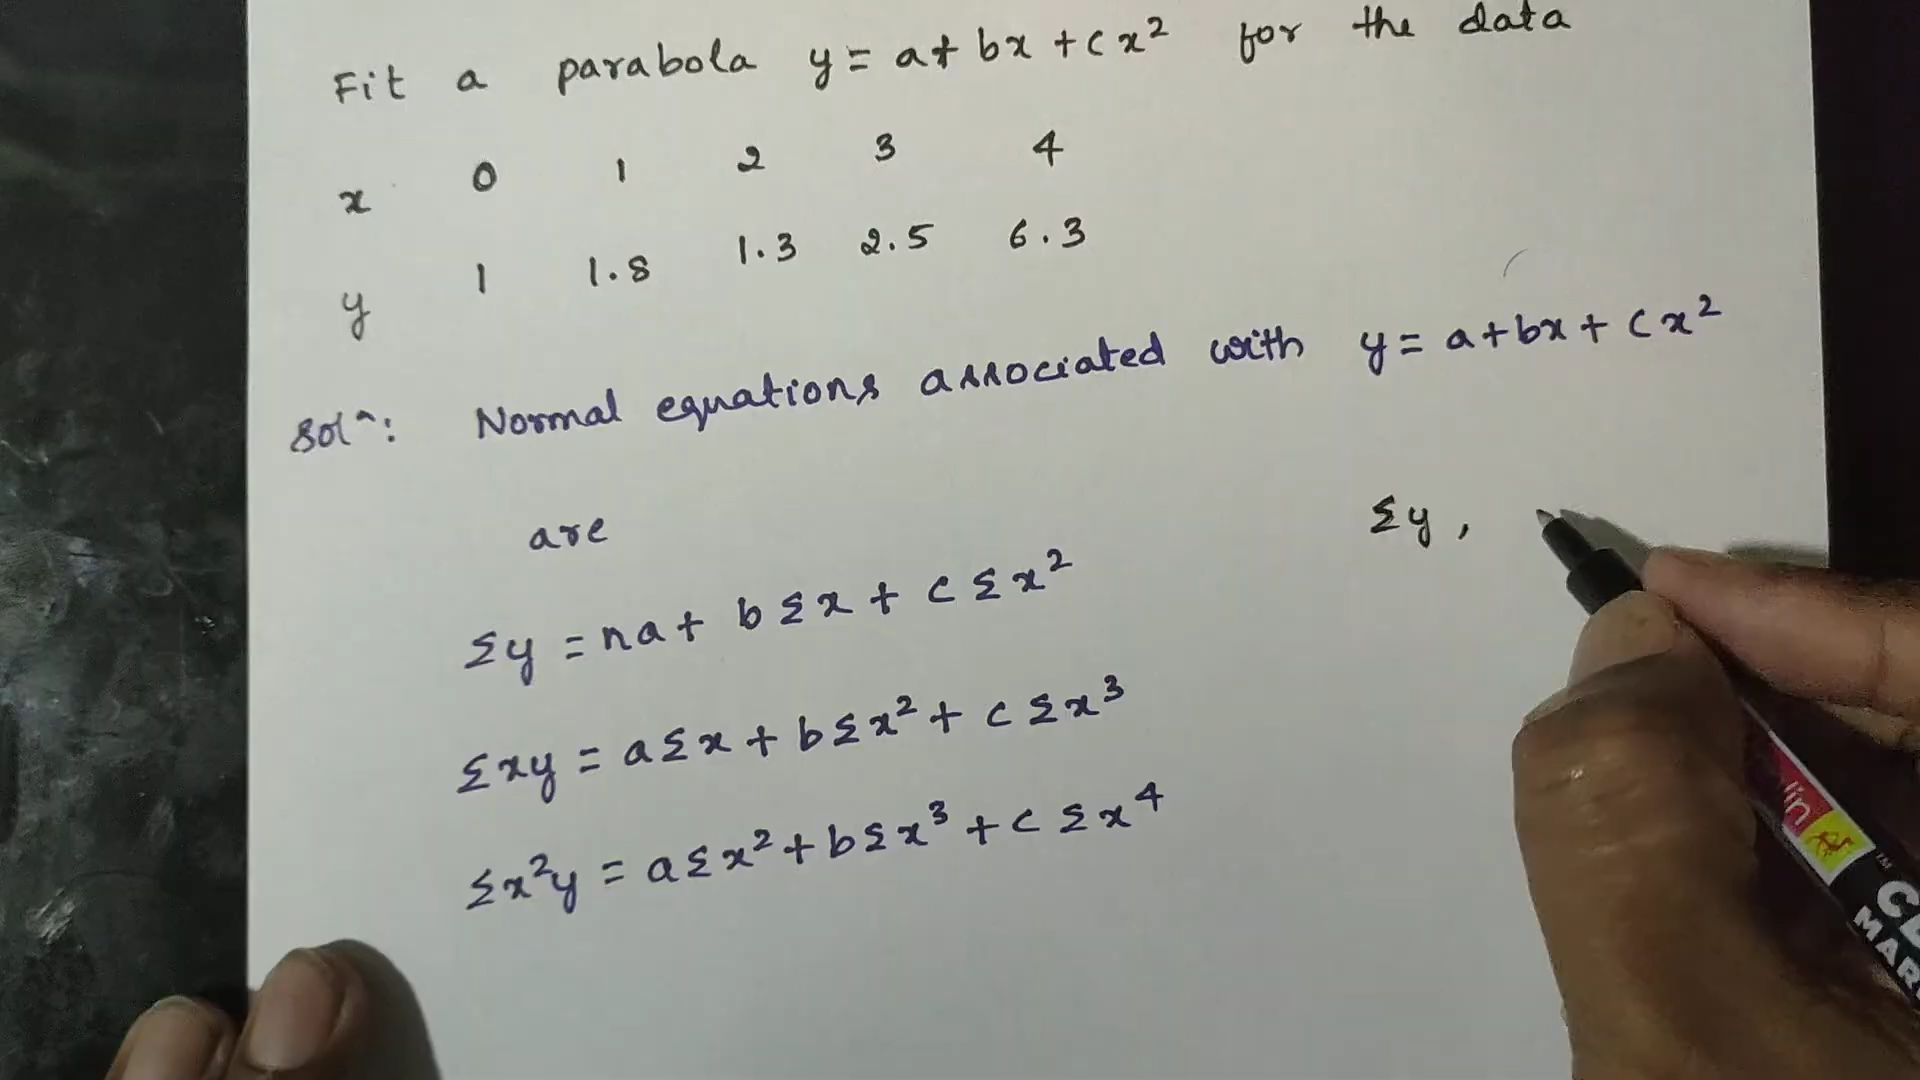 Fit a parabola y = a + bx + cx² for the data
x 0 1 2 3 4
y 1 1.8 1.3 2.5 6.3
Solⁿ: Normal equations associated with y = a + bx + cx²
are
Σy,
Σy = na + bΣx + cΣx²
Σxy = aΣx + bΣx² + cΣx³
Σx²y = aΣx² + bΣx³ + cΣx⁴